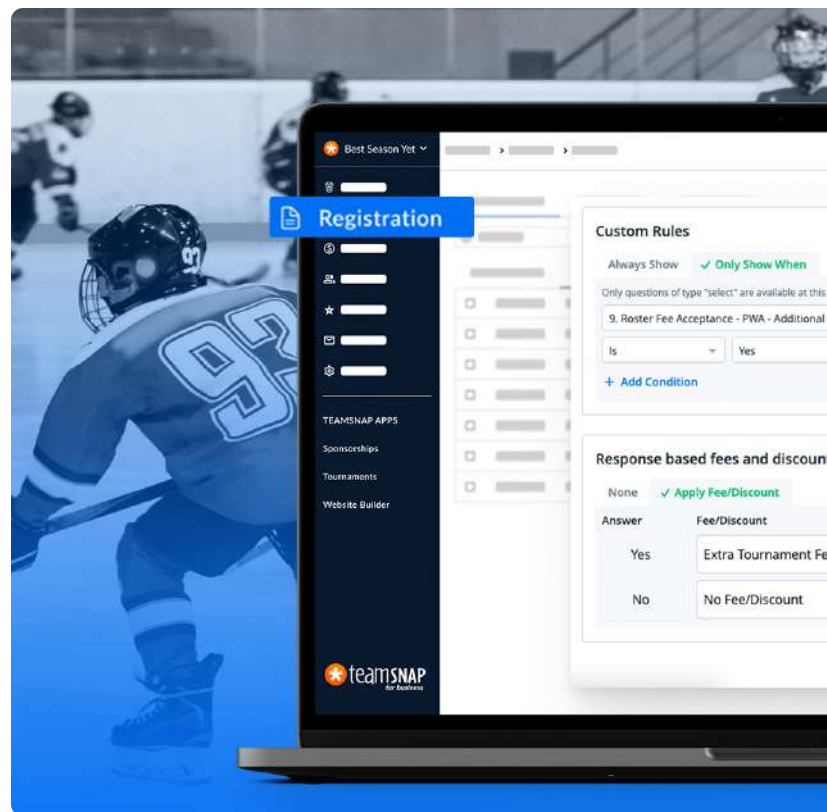 Best Season Yet
Registration
TEAMSNAP APPS
Sponsorships
Tournaments
Website Builder
teamsnap
for business
Custom Rules
Always Show ✓ Only Show When
Only questions of type "select" are available at this
9. Roster Fee Acceptance - PWA - Additional
Is Yes
+ Add Condition
Response based fees and discount
None ✓ Apply Fee/Discount
Answer Fee/Discount
Yes Extra Tournament Fe
No No Fee/Discount
93
93